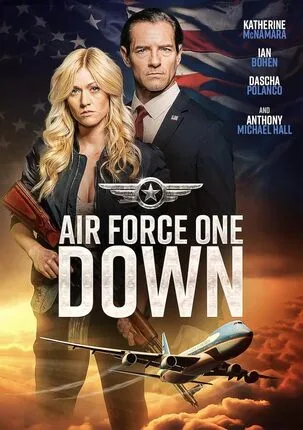 KATHERINE
McNAMARA
IAN
BOHEN
DASCHA
POLANCO
AND
ANTHONY
MICHAEL HALL
AIR FORCE ONE
DOWN